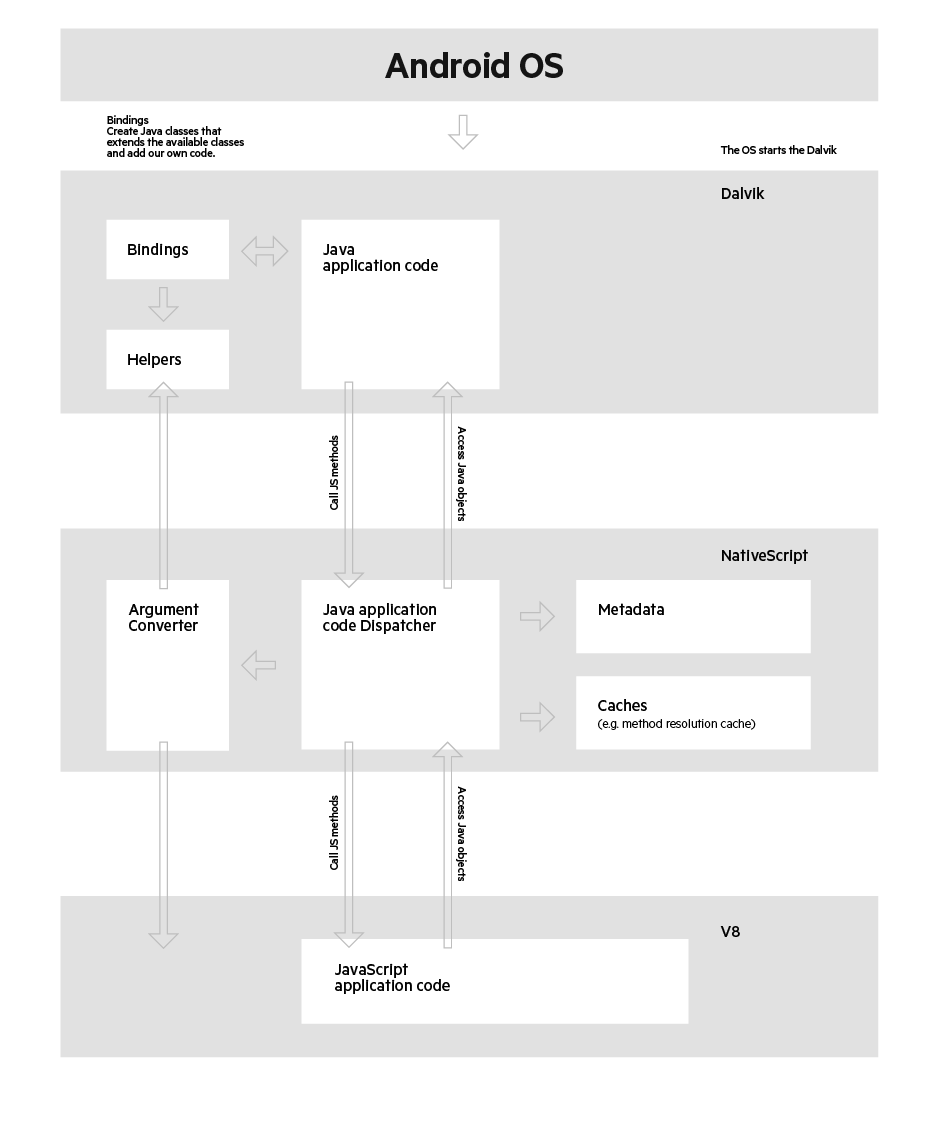 Android OS
Bindings
Create Java classes that
extends the available classes
and add our own code.
The OS starts the Dalvik
Dalvik
Bindings
Java
application code
Helpers
Call JS methods
Access Java objects
NativeScript
Argument
Converter
Java application
code Dispatcher
Metadata
Caches
(e.g. method resolution cache)
Call JS methods
Access Java objects
V8
JavaScript
application code